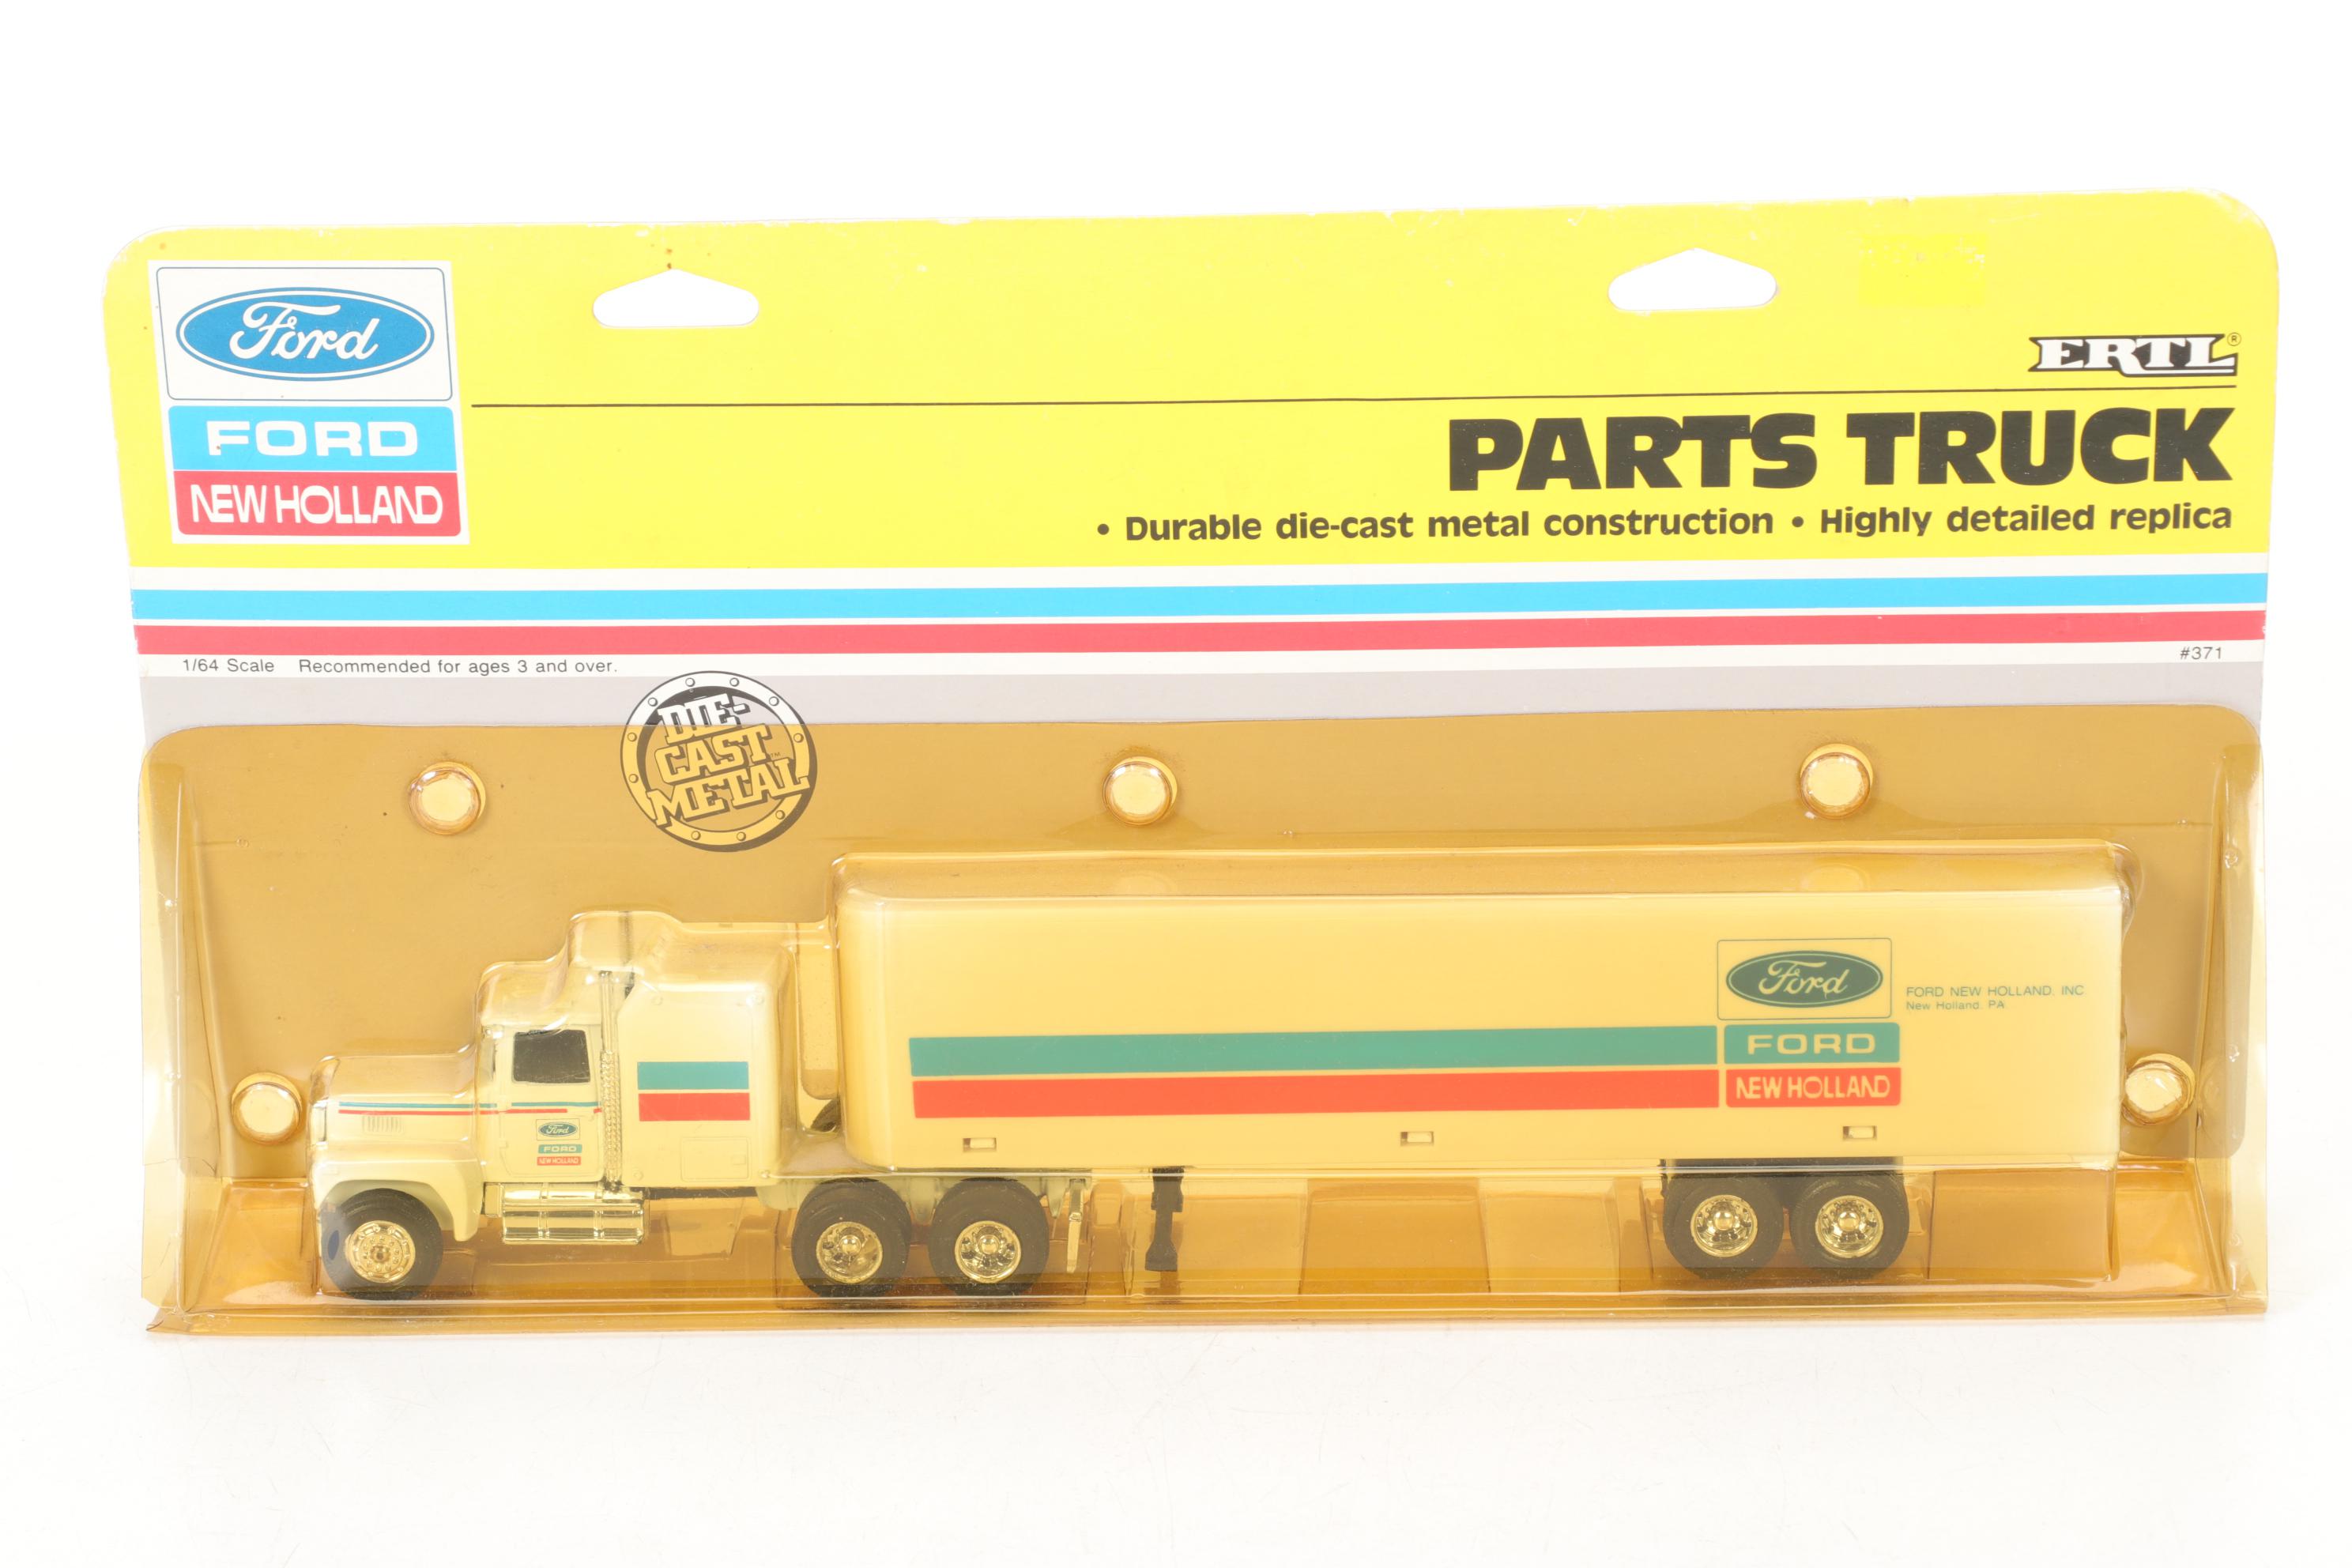 Ford
FORD
NEW HOLLAND
ERTL®
PARTS TRUCK
• Durable die-cast metal construction • Highly detailed replica
1/64 Scale Recommended for ages 3 and over.
#371
DIE-
CAST™
METAL
Ford
FORD NEW HOLLAND, INC
New Holland, PA
FORD
NEW HOLLAND
Ford
FORD
NEW HOLLAND